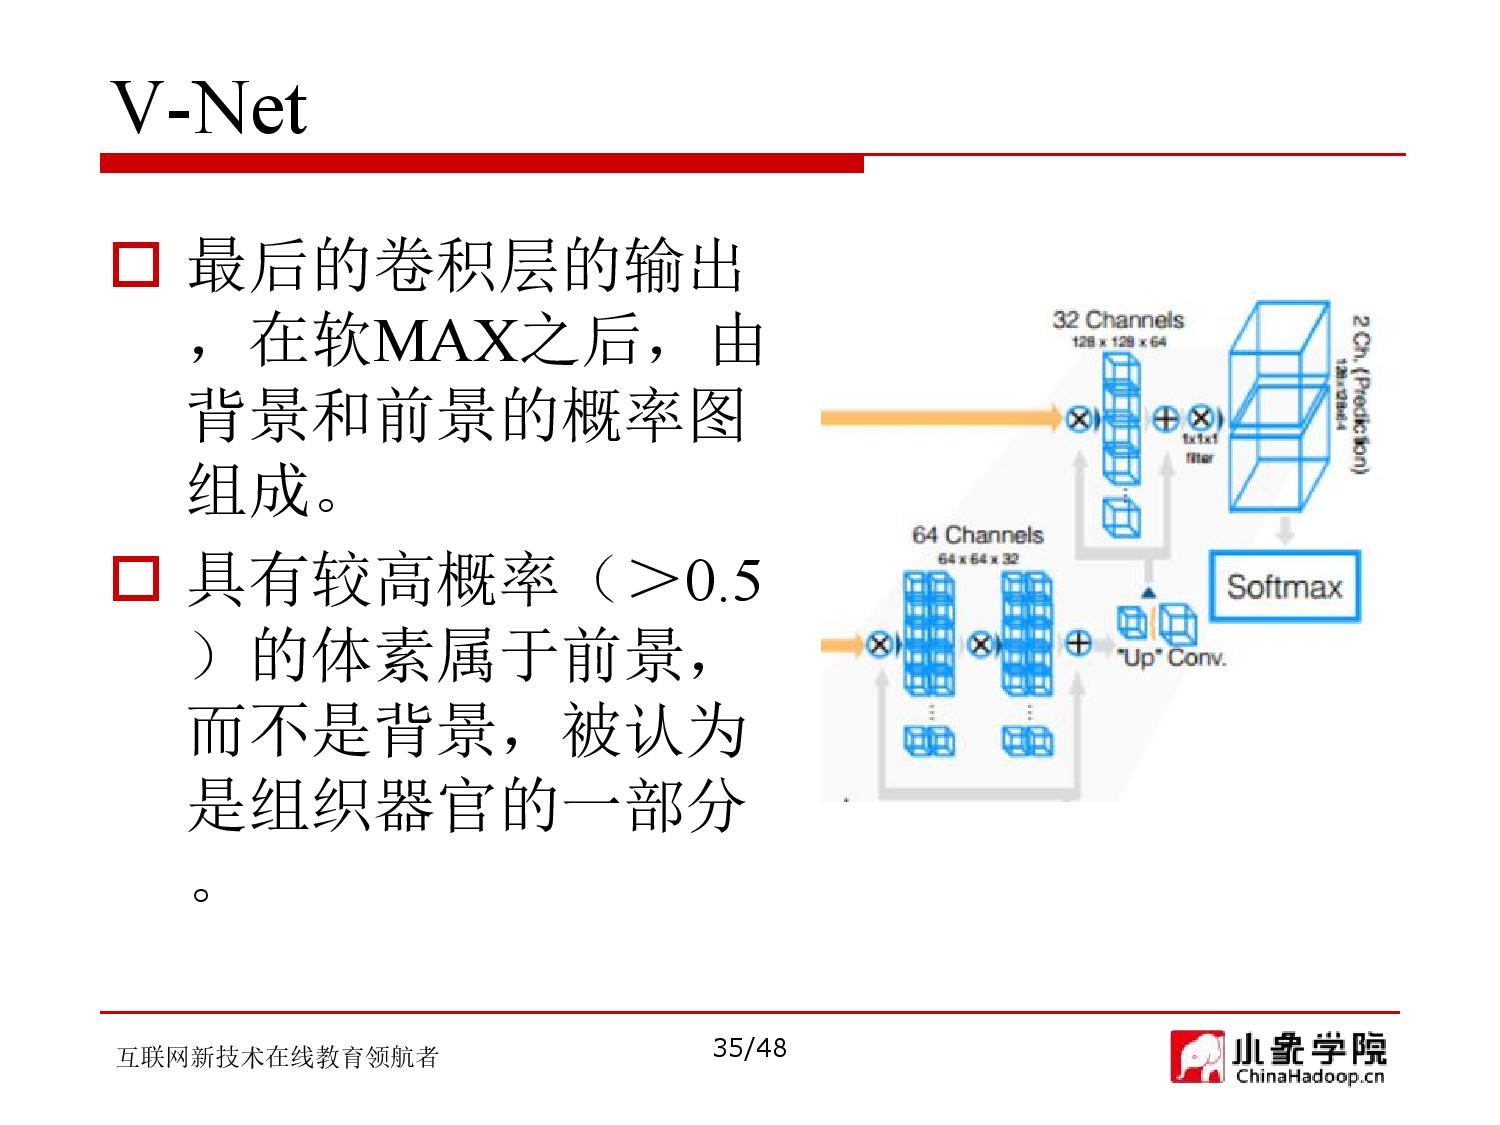 V-Net
最后的卷积层的输出
，在软MAX之后，由
背景和前景的概率图
组成。
具有较高概率（＞0.5
）的体素属于前景，
而不是背景，被认为
是组织器官的一部分
。
32 Channels
128 x 128 x 64
1x1x1
filter
2 Ch. (Prediction)
128x128x64
64 Channels
64 x 64 x 32
Softmax
"Up" Conv.
互联网新技术在线教育领航者
35/48
小象学院
ChinaHadoop.cn